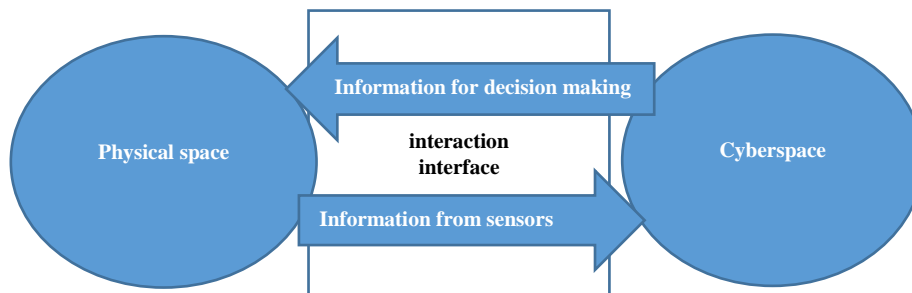 Information for decision making
Physical space
interaction
interface
Cyberspace
Information from sensors